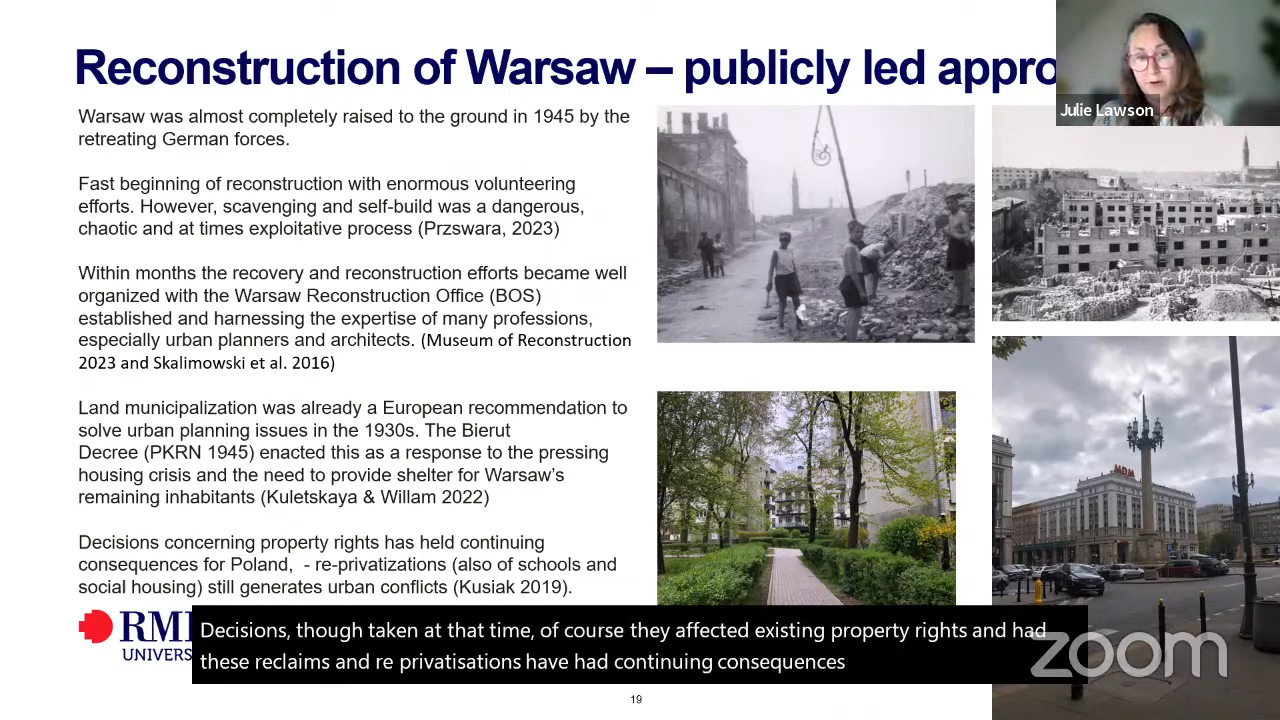 Reconstruction of Warsaw – publicly led appro
Julie Lawson
Warsaw was almost completely raised to the ground in 1945 by the
retreating German forces.
Fast beginning of reconstruction with enormous volunteering
efforts. However, scavenging and self-build was a dangerous,
chaotic and at times exploitative process (Przswara, 2023)
Within months the recovery and reconstruction efforts became well
organized with the Warsaw Reconstruction Office (BOS)
established and harnessing the expertise of many professions,
especially urban planners and architects. (Museum of Reconstruction
2023 and Skalimowski et al. 2016)
Land municipalization was already a European recommendation to
solve urban planning issues in the 1930s. The Bierut
Decree (PKRN 1945) enacted this as a response to the pressing
housing crisis and the need to provide shelter for Warsaw's
remaining inhabitants (Kuletskaya & Willam 2022)
Decisions concerning property rights has held continuing
consequences for Poland,  - re-privatizations (also of schools and
social housing) still generates urban conflicts (Kusiak 2019).
MDM
RMI
UNIVERS
Decisions, though taken at that time, of course they affected existing property rights and had
these reclaims and re privatisations have had continuing consequences
zoom
19